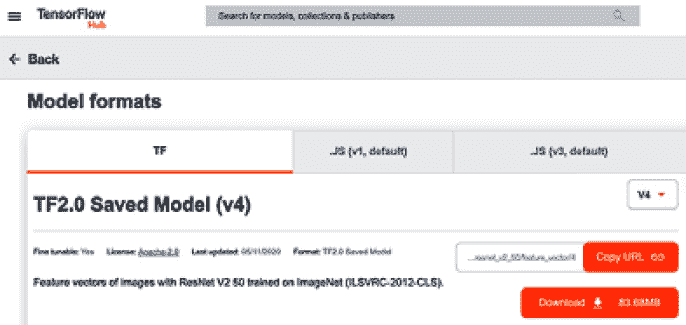 TensorFlow
Hub
Search for models, collections & publishers
Back
Model formats
TF
.JS (v1, default)
.JS (v3, default)
TF2.0 Saved Model (v4)
V4
Fine tunable: Yes License: Apache 2.0 Last updated: 05/11/2020 Format: TF2.0 Saved Model
...resnet_v2_50/feature_vector/4
Copy URL
Feature vectors of images with ResNet V2 50 trained on ImageNet (ILSVRC-2012-CLS).
Download 83.68MB